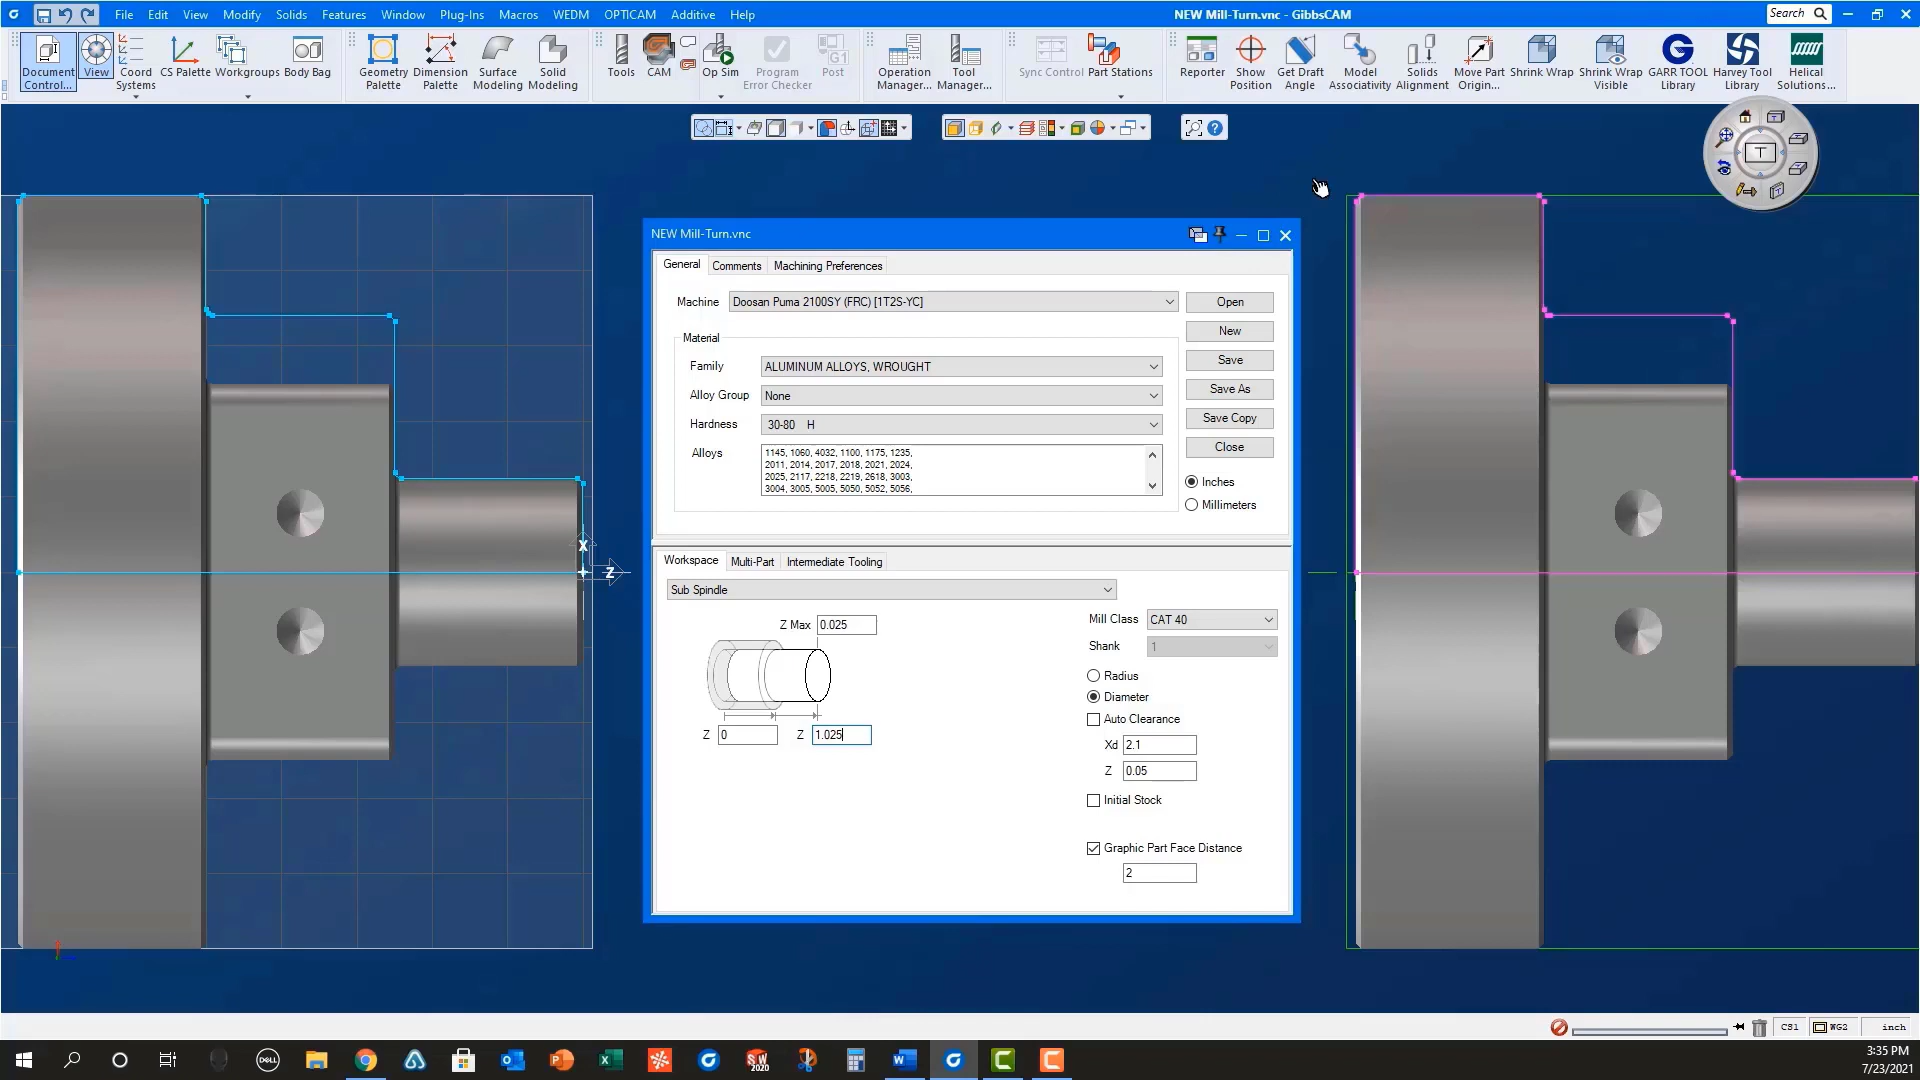 File Edit View Modify Solids Features Window Plug-Ins Macros WEDM OPTICAM Additive Help
NEW Mill-Turn.vnc - GibbsCAM
Search
Document Control...
View
Coord Systems
CS Palette
Workgroups
Body Bag
Geometry Palette
Dimension Palette
Surface Modeling
Solid Modeling
Tools
CAM
Op Sim
Program Error Checker
Post
Operation Manager...
Tool Manager...
Sync Control
Part Stations
Reporter
Show Position
Get Draft Angle
Model Associativity
Solids Alignment
Move Part Origin...
Shrink Wrap
Shrink Wrap Visible
GARR TOOL Library
Harvey Tool Library
Helical Solutions...
T
NEW Mill-Turn.vnc
General Comments Machining Preferences
Machine Doosan Puma 2100SY (FRC) [1T2S-YC] Open
New
Material
Save
Family ALUMINUM ALLOYS, WROUGHT
Save As
Alloy Group None
Save Copy
Hardness 30-80 H
Close
Alloys
1145, 1060, 4032, 1100, 1175, 1235,
2011, 2014, 2017, 2018, 2021, 2024,
2025, 2117, 2218, 2219, 2618, 3003,
3004, 3005, 5005, 5050, 5052, 5056,
Inches
Millimeters
X
Z
Workspace Multi-Part Intermediate Tooling
Sub Spindle
Z Max 0.025
Mill Class CAT 40
Shank 1
Radius
Diameter
Auto Clearance
Z 0 Z 1.025
Xd 2.1
Z 0.05
Initial Stock
Graphic Part Face Distance
2
CS1 WG2 inch
DELL
SW 2020
3:35 PM
7/23/2021